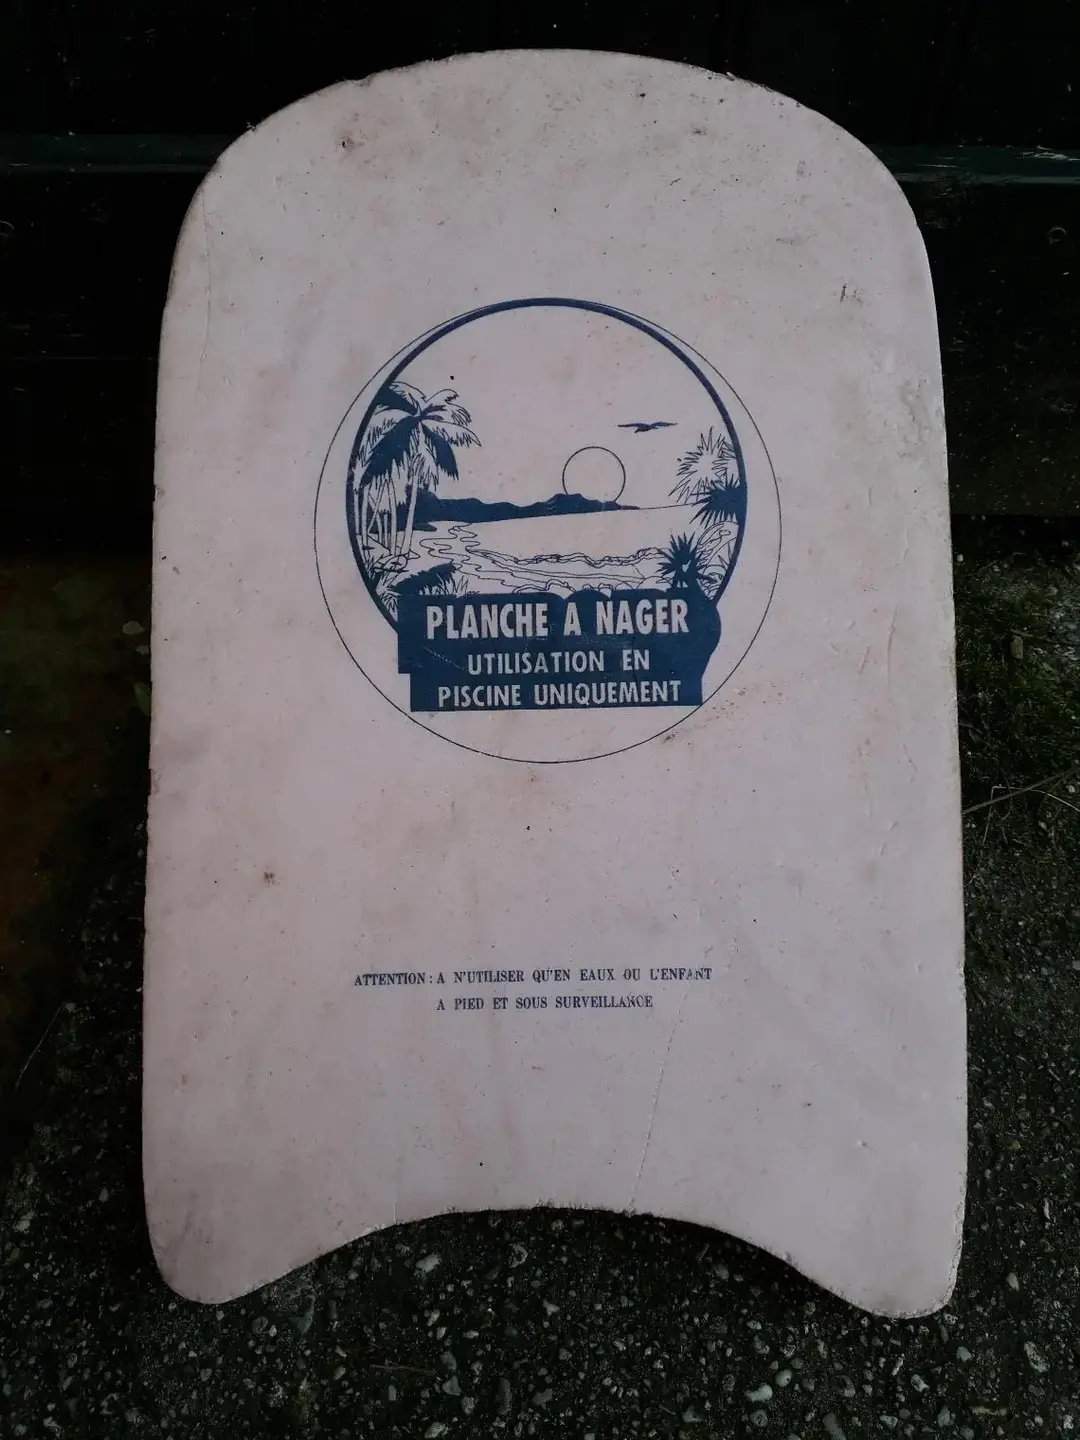 PLANCHE A NAGER
UTILISATION EN
PISCINE UNIQUEMENT
ATTENTION : A N'UTILISER QU'EN EAUX OU L'ENFANT
A PIED ET SOUS SURVEILLANCE